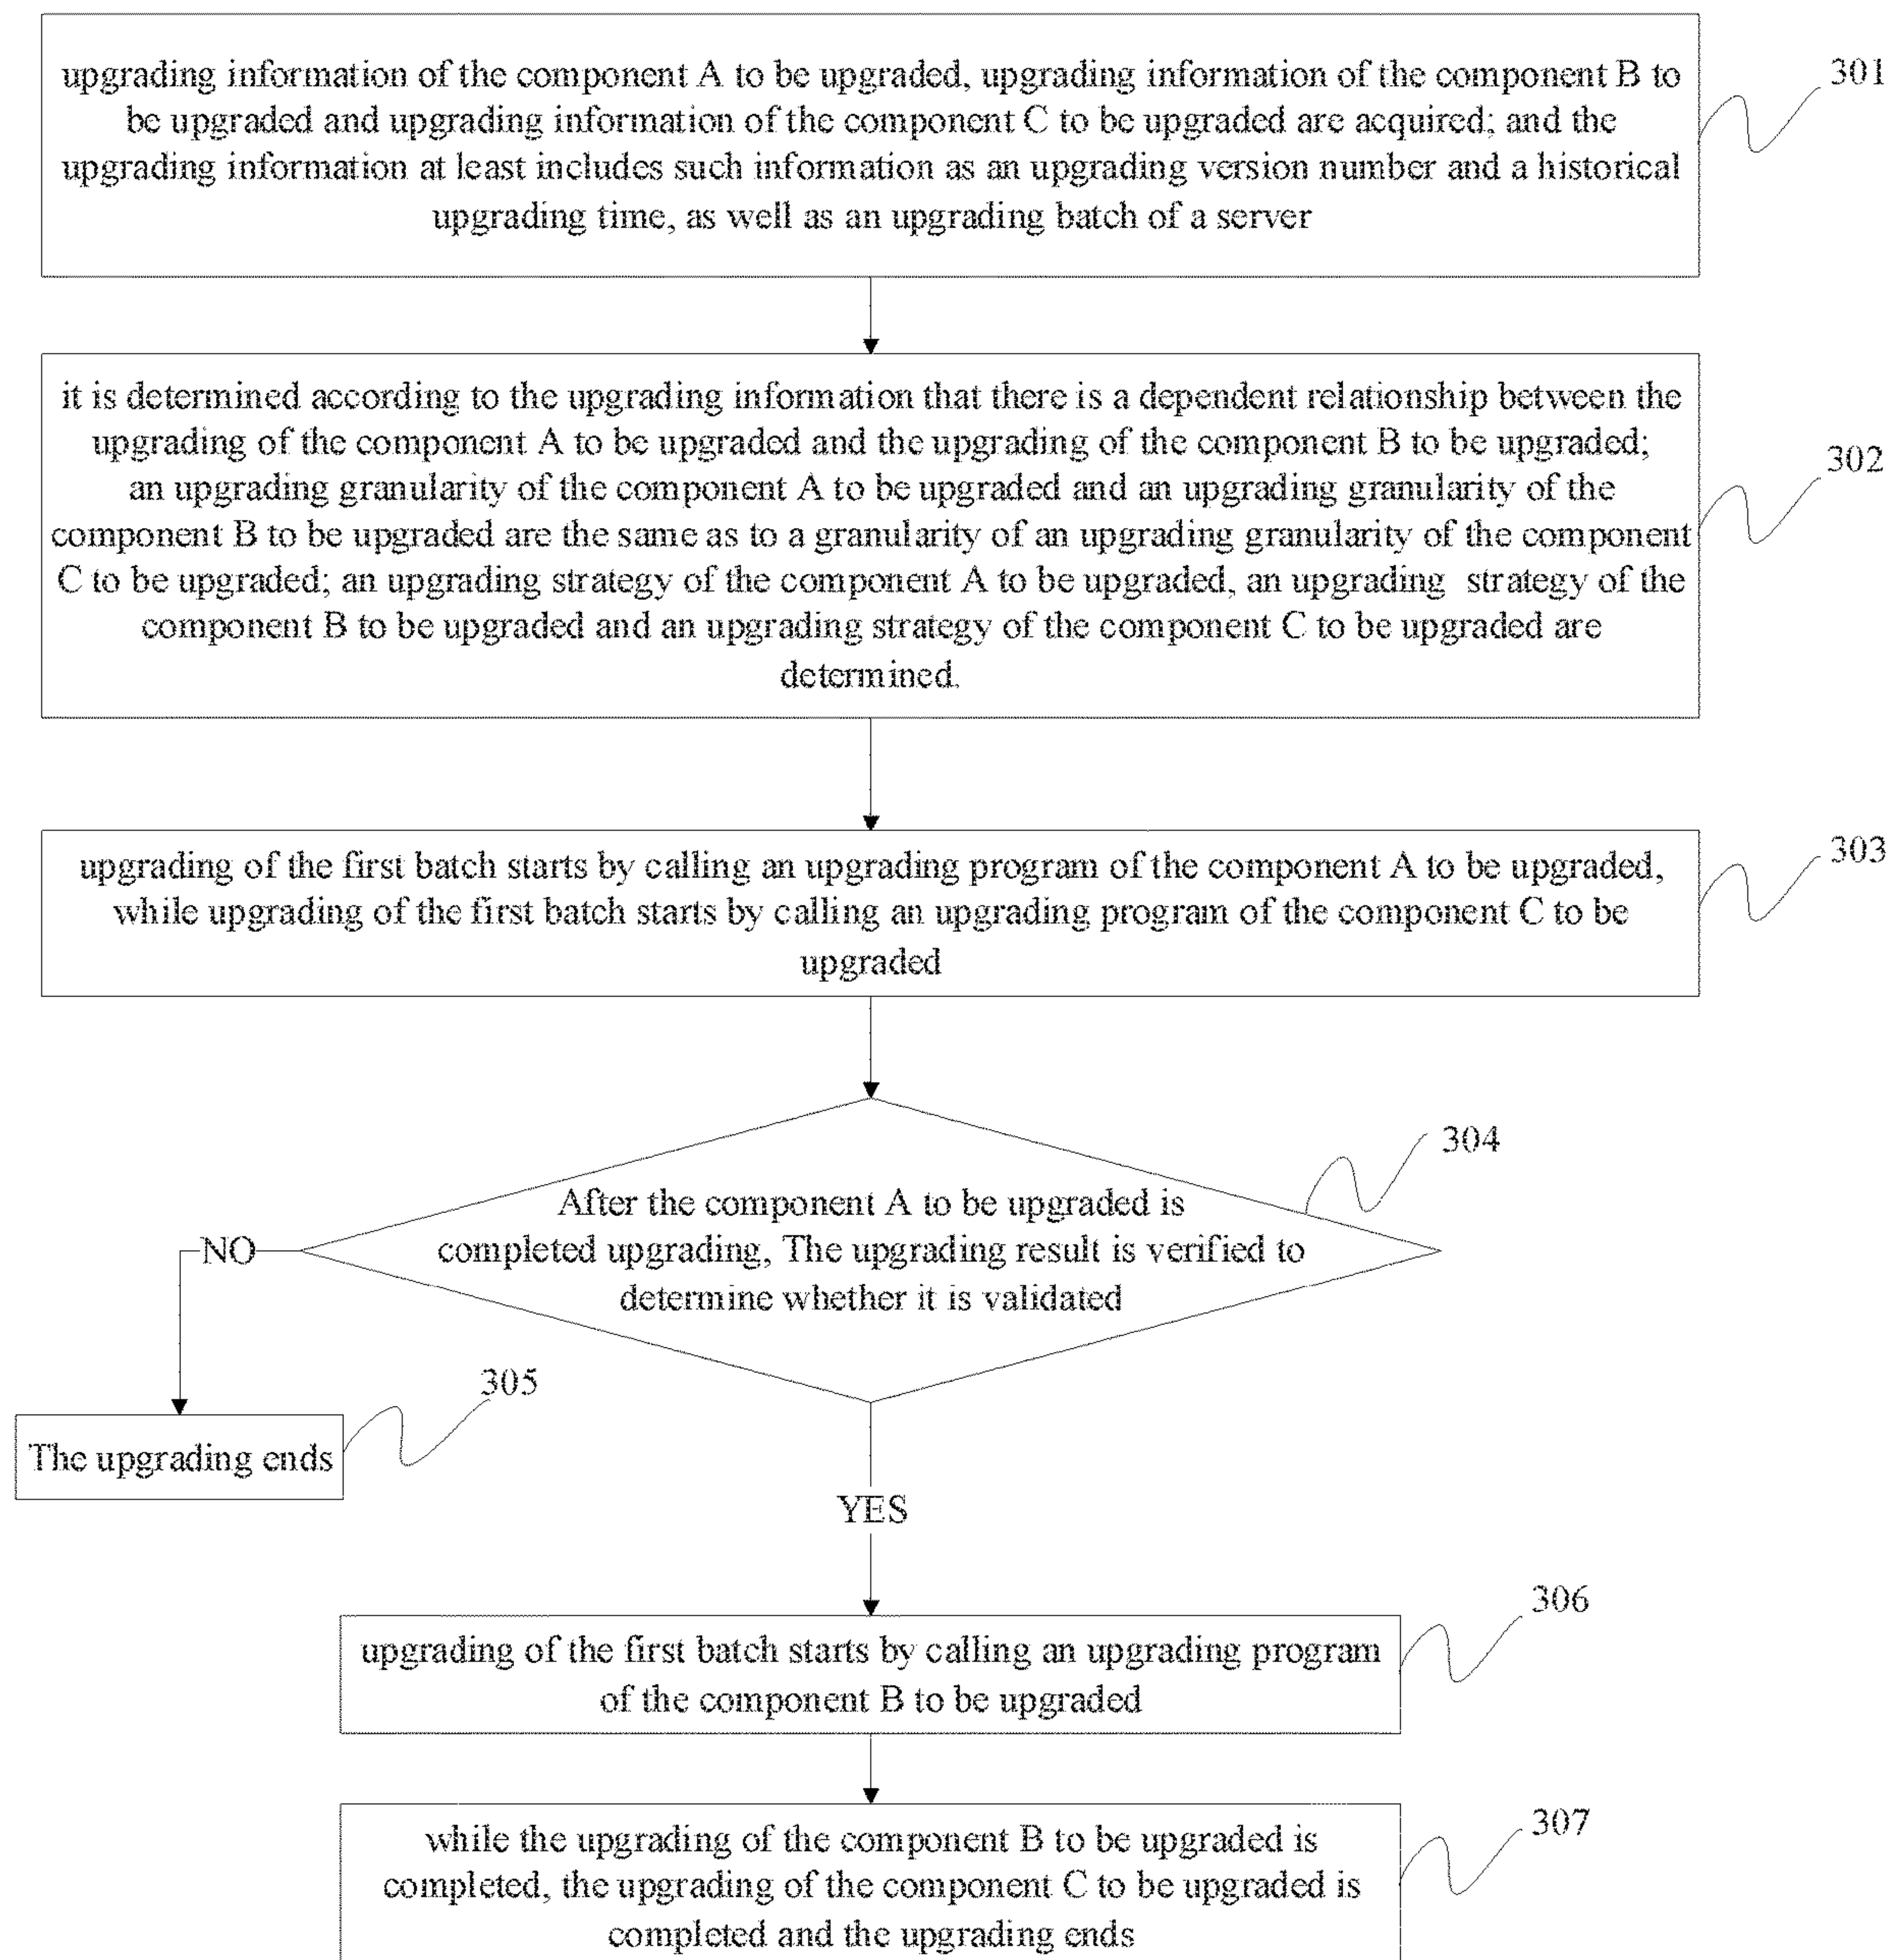 upgrading information of the component A to be upgraded, upgrading information of the component B to
be upgraded and upgrading information of the component C to be upgraded are acquired; and the
upgrading information at least includes such information as an upgrading version number and a historical
upgrading time, as well as an upgrading batch of a server
301
it is determined according to the upgrading information that there is a dependent relationship between the
upgrading of the component A to be upgraded and the upgrading of the component B to be upgraded;
an upgrading granularity of the component A to be upgraded and an upgrading granularity of the
component B to be upgraded are the same as to a granularity of an upgrading granularity of the component
C to be upgraded; an upgrading strategy of the component A to be upgraded, an upgrading strategy of the
component B to be upgraded and an upgrading strategy of the component C to be upgraded are
determined.
302
upgrading of the first batch starts by calling an upgrading program of the component A to be upgraded,
while upgrading of the first batch starts by calling an upgrading program of the component C to be
upgraded
303
After the component A to be upgraded is
completed upgrading, The upgrading result is verified to
determine whether it is validated
304
NO
The upgrading ends
305
YES
upgrading of the first batch starts by calling an upgrading program
of the component B to be upgraded
306
while the upgrading of the component B to be upgraded is
completed, the upgrading of the component C to be upgraded is
completed and the upgrading ends
307